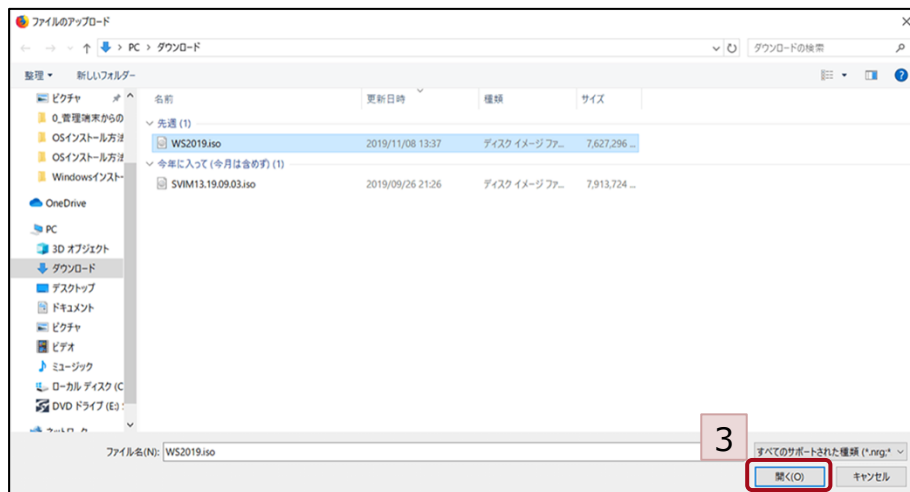 ファイルのアップロード
PC › ダウンロード
ダウンロードの検索
整理 新しいフォルダー
名前 更新日時 種類 サイズ
先週 (1)
WS2019.iso 2019/11/08 13:37 ディスク イメージ ファ... 7,627,296 ...
今年に入って (今月は含めず) (1)
SVIM13.19.09.03.iso 2019/09/26 21:26 ディスク イメージ ファ... 7,913,724 ...
ピクチャ
0_管理端末からの
OSインストール方法
OSインストール方法
Windowsインスト
OneDrive
PC
3D オブジェクト
ダウンロード
デスクトップ
ドキュメント
ピクチャ
ビデオ
ミュージック
ローカル ディスク (C
DVD ドライブ (E:)
3
ファイル名(N): WS2019.iso すべてのサポートされた種類 (*.nrg;*
開く(O) キャンセル